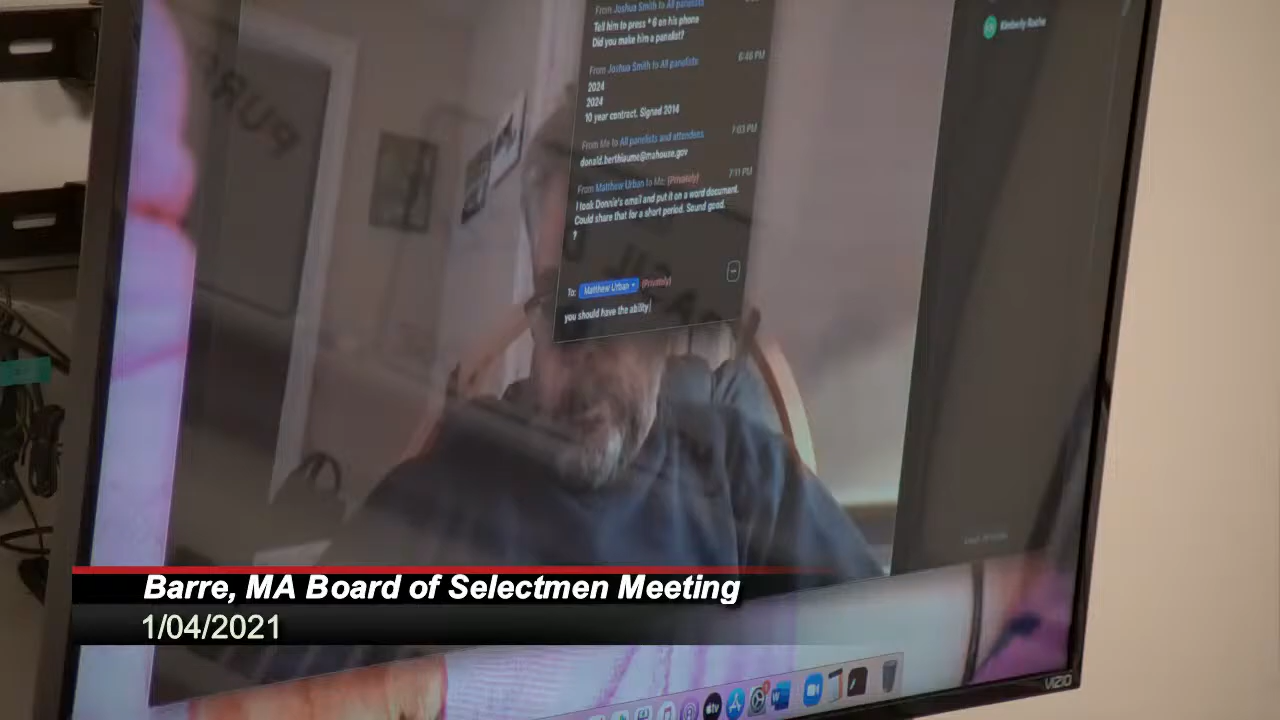 From Joshua Smith to All panelists
Tell him to press *6 on his phone
Did you make him a panelist?
From Joshua Smith to All panelists
6:46 PM
2024
2024
10 year contract. Signed 2014
From Me to All panelists and attendees
7:03 PM
donald.berthiaume@mahouse.gov
From Matthew Urban to Me: (Privately)
7:11 PM
I took Donnie's email and put it on a word document.
Could share that for a short period. Sound good.
?
To: Matthew Urban (Privately)
you should have the ability
Kimberly Roche
Barre, MA Board of Selectmen Meeting
1/04/2021
tv
W
VIZIO